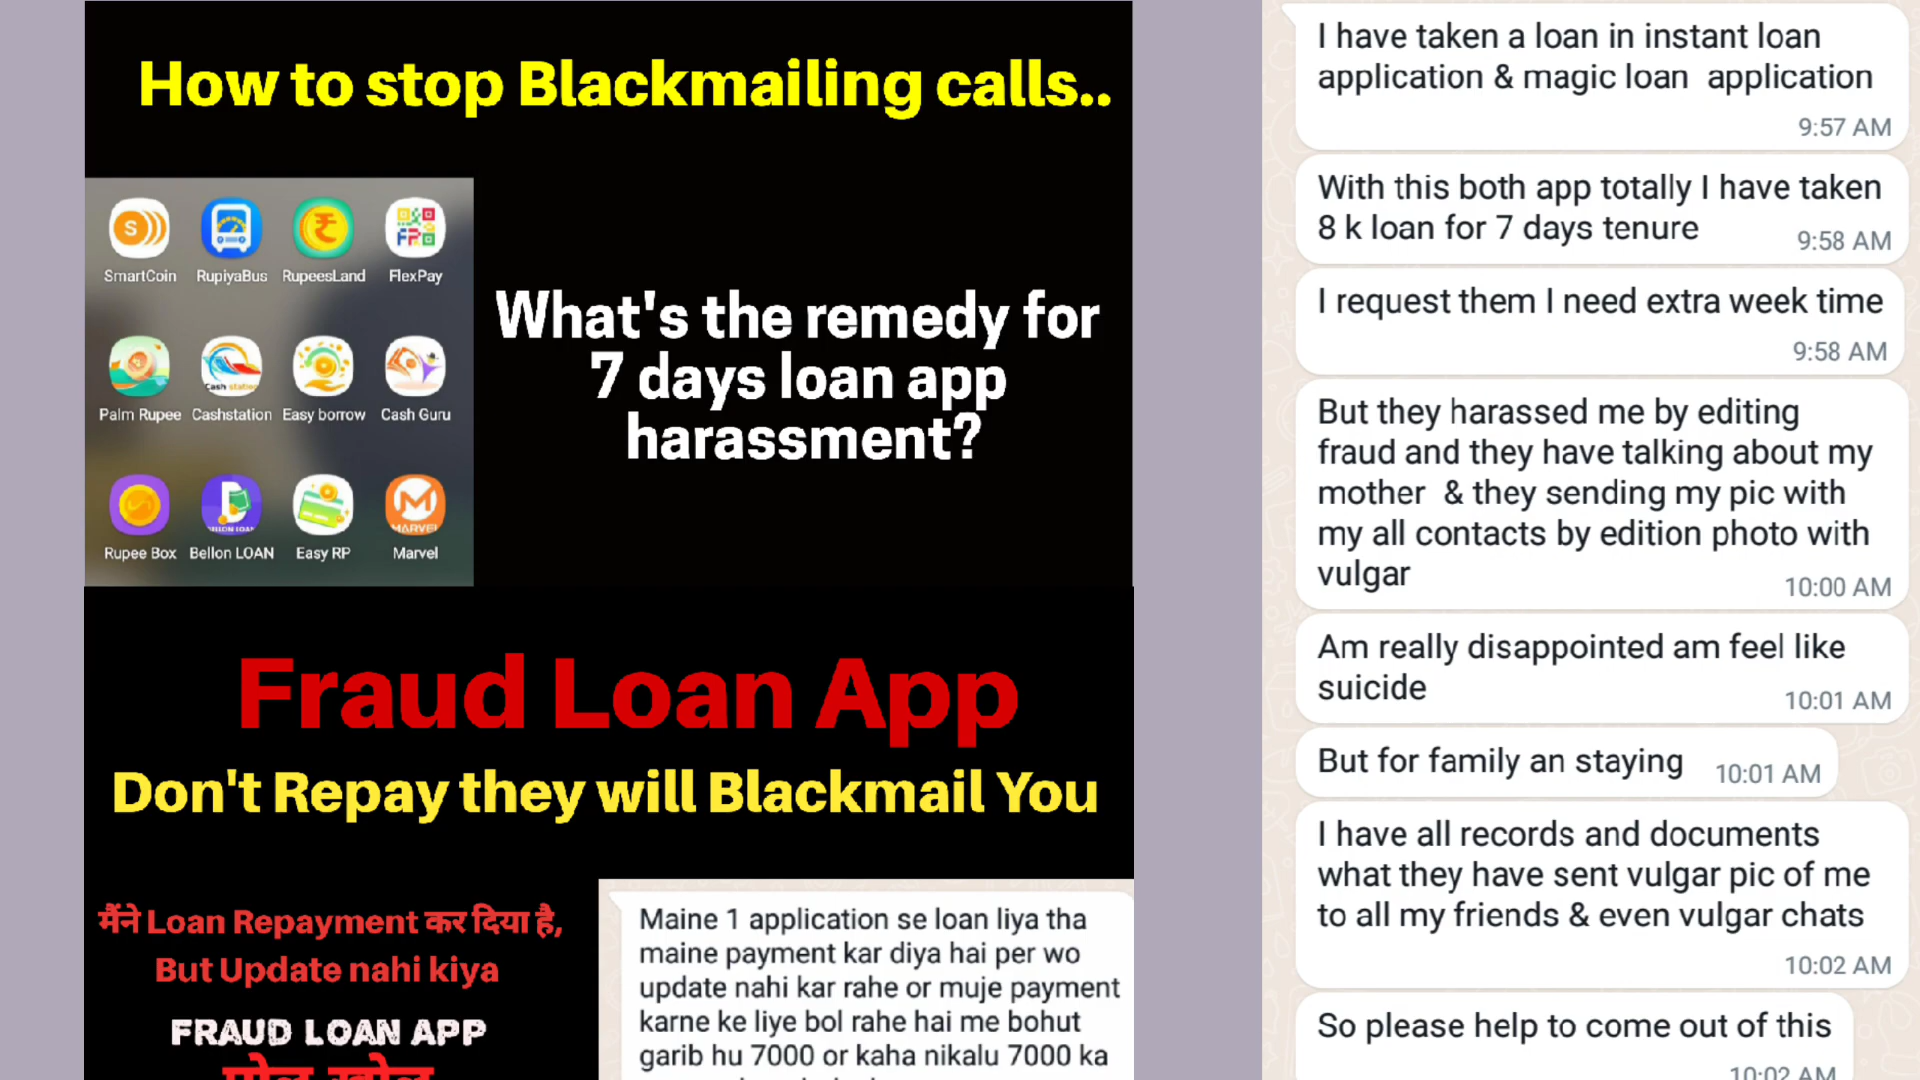 How to stop Blackmailing calls..
SmartCoin RupiyaBus RupeesLand FlexPay
Cash station
Palm Rupee Cashstation Easy borrow Cash Guru
BELLON LOAN MARVEL
Rupee Box Bellon LOAN Easy RP Marvel
What's the remedy for
7 days loan app
harassment?
Fraud Loan App
Don't Repay they will Blackmail You
मैंने Loan Repayment कर दिया है,
But Update nahi kiya
FRAUD LOAN APP
Maine 1 application se loan liya tha
maine payment kar diya hai per wo
update nahi kar rahe or muje payment
karne ke liye bol rahe hai me bohut
garib hu 7000 or kaha nikalu 7000 ka
I have taken a loan in instant loan
application & magic loan application
9:57 AM
With this both app totally I have taken
8 k loan for 7 days tenure
9:58 AM
I request them I need extra week time
9:58 AM
But they harassed me by editing
fraud and they have talking about my
mother & they sending my pic with
my all contacts by edition photo with
vulgar
10:00 AM
Am really disappointed am feel like
suicide
10:01 AM
But for family an staying
10:01 AM
I have all records and documents
what they have sent vulgar pic of me
to all my friends & even vulgar chats
10:02 AM
So please help to come out of this
10:02 AM